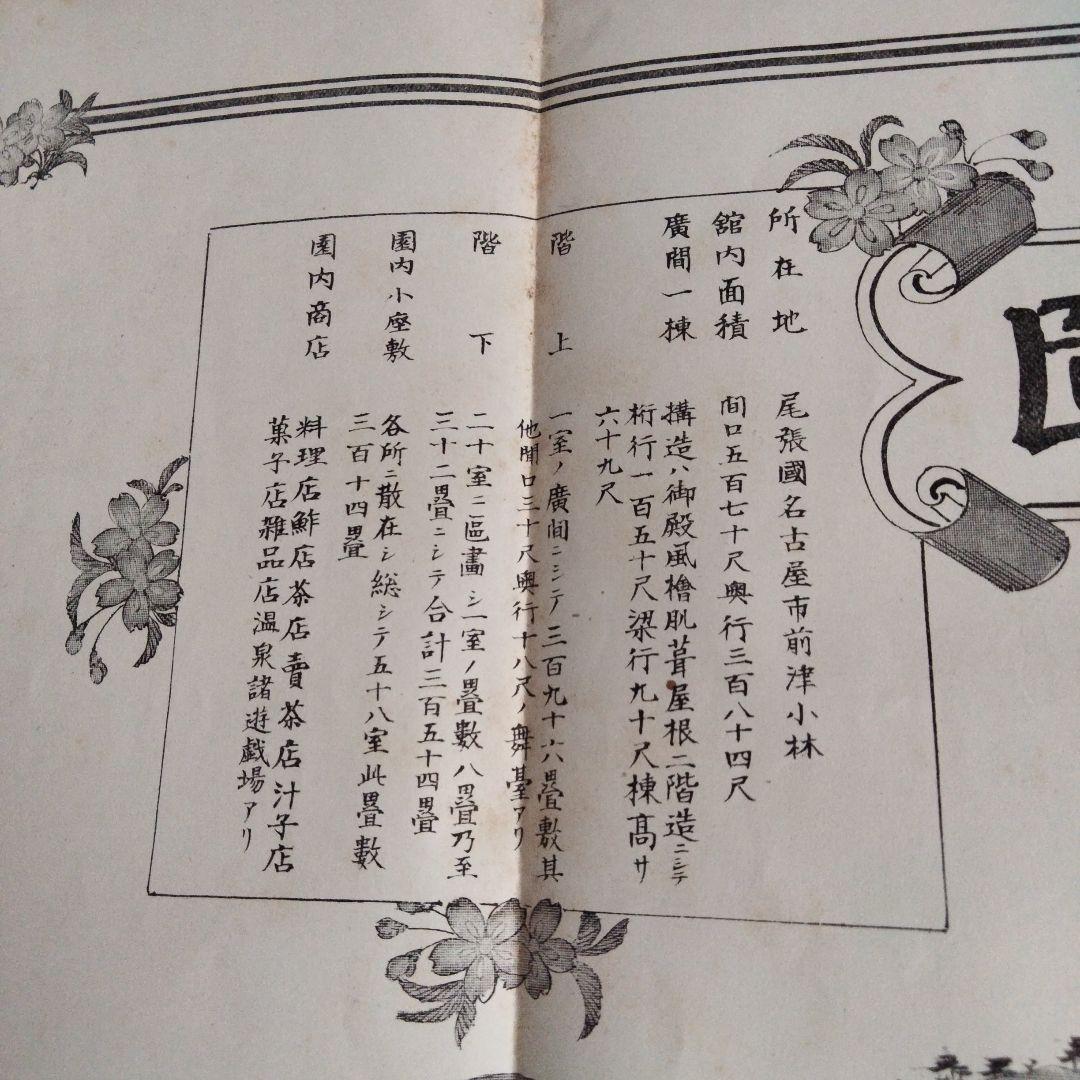 所在地 尾張國名古屋市前津小林
舘内面積 間口五百七十尺奥行三百八十四尺
廣間一棟 搆造ハ御殿風檜肌葺屋根二階造ニシテ
桁行一百五十尺梁行九十尺棟髙サ
六十九尺
階上 一室ノ廣間ニシテ三百九十六畳敷其
他間口三十尺奥行十八尺ノ舞臺アリ
階下 二十室ニ區畫シ一室ノ畳數八畳乃至
三十二畳ニシテ合計三百五十四畳
園内小座敷 各所ニ散在シ総シテ五十八室此畳數
三百十四畳
園内商店 料理店鮓店茶店賣茶店汁子店
菓子店雑品店温泉諸遊戯場アリ